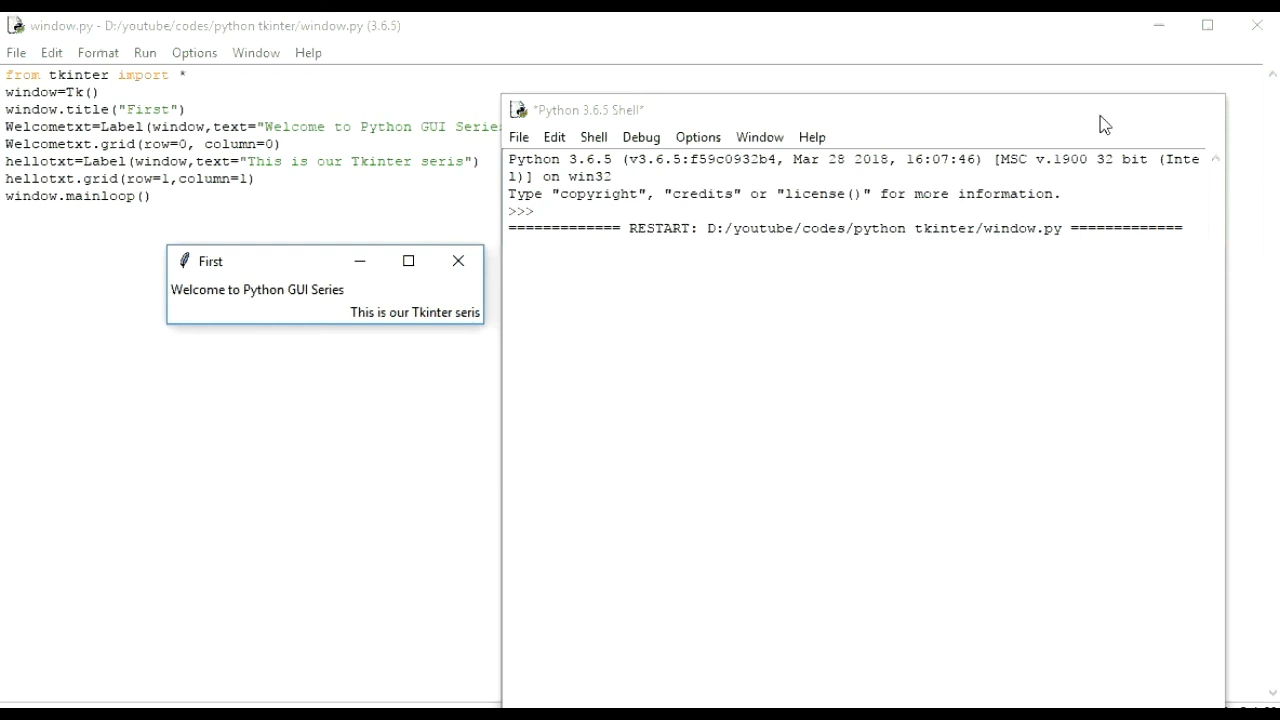 window.py - D:/youtube/codes/python tkinter/window.py (3.6.5)
File Edit Format Run Options Window Help
from tkinter import *
window=Tk()
window.title("First")
Welcometxt=Label(window,text="Welcome to Python GUI Series
Welcometxt.grid(row=0, column=0)
hellotxt=Label(window,text="This is our Tkinter seris")
hellotxt.grid(row=1,column=1)
window.mainloop()
First
Welcome to Python GUI Series
This is our Tkinter seris
*Python 3.6.5 Shell*
File Edit Shell Debug Options Window Help
Python 3.6.5 (v3.6.5:f59c0932b4, Mar 28 2018, 16:07:46) [MSC v.1900 32 bit (Inte
l)] on win32
Type "copyright", "credits" or "license()" for more information.
>>>
============= RESTART: D:/youtube/codes/python tkinter/window.py =============